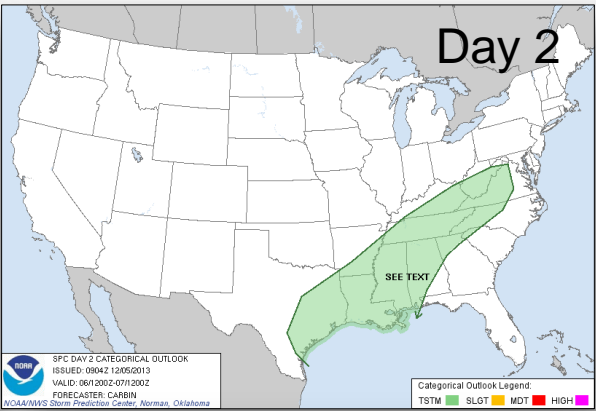 Day 2
SEE TEXT
NOAA
SPC DAY 2 CATEGORICAL OUTLOOK
ISSUED: 0904Z 12/05/2013
VALID: 06/1200Z-07/1200Z
FORECASTER: CARBIN
NOAA/NWS Storm Prediction Center, Norman, Oklahoma
Categorical Outlook Legend:
TSTM SLGT MDT HIGH